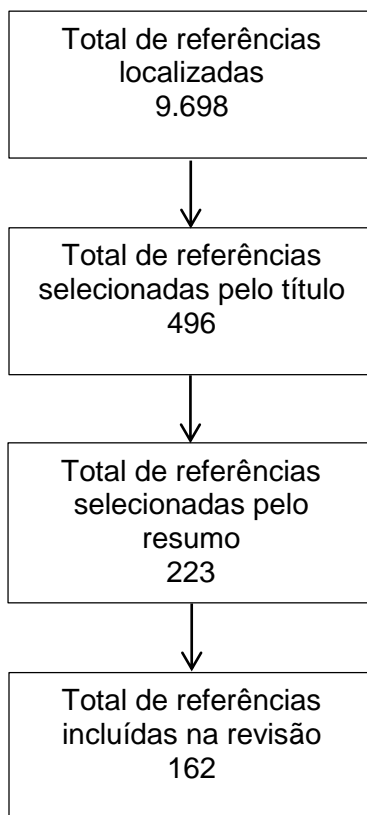 Total de referências
localizadas
9.698
Total de referências
selecionadas pelo título
496
Total de referências
selecionadas pelo
resumo
223
Total de referências
incluídas na revisão
162